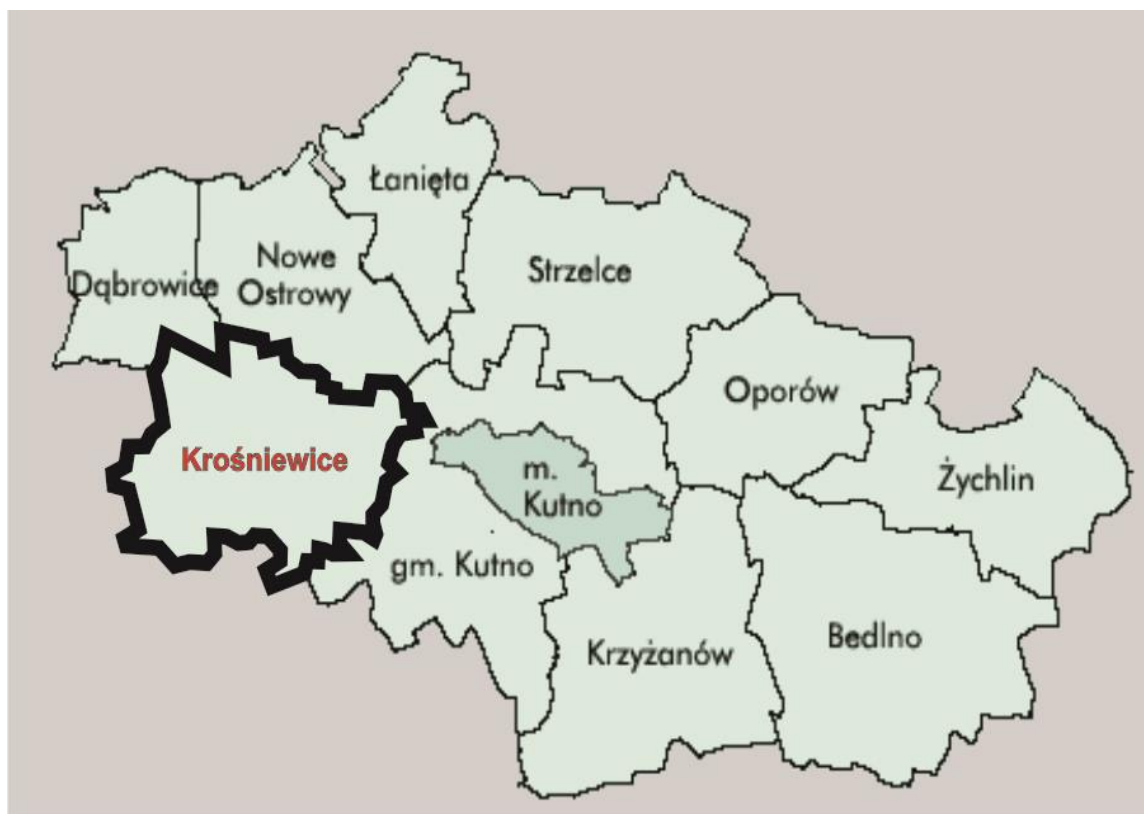 Łanięta
Nowe
Ostrowy
Dąbrowice
Strzelce
Oporów
Krośniewice
m.
Kutno
Żychlin
gm. Kutno
Krzyżanów
Bedlno